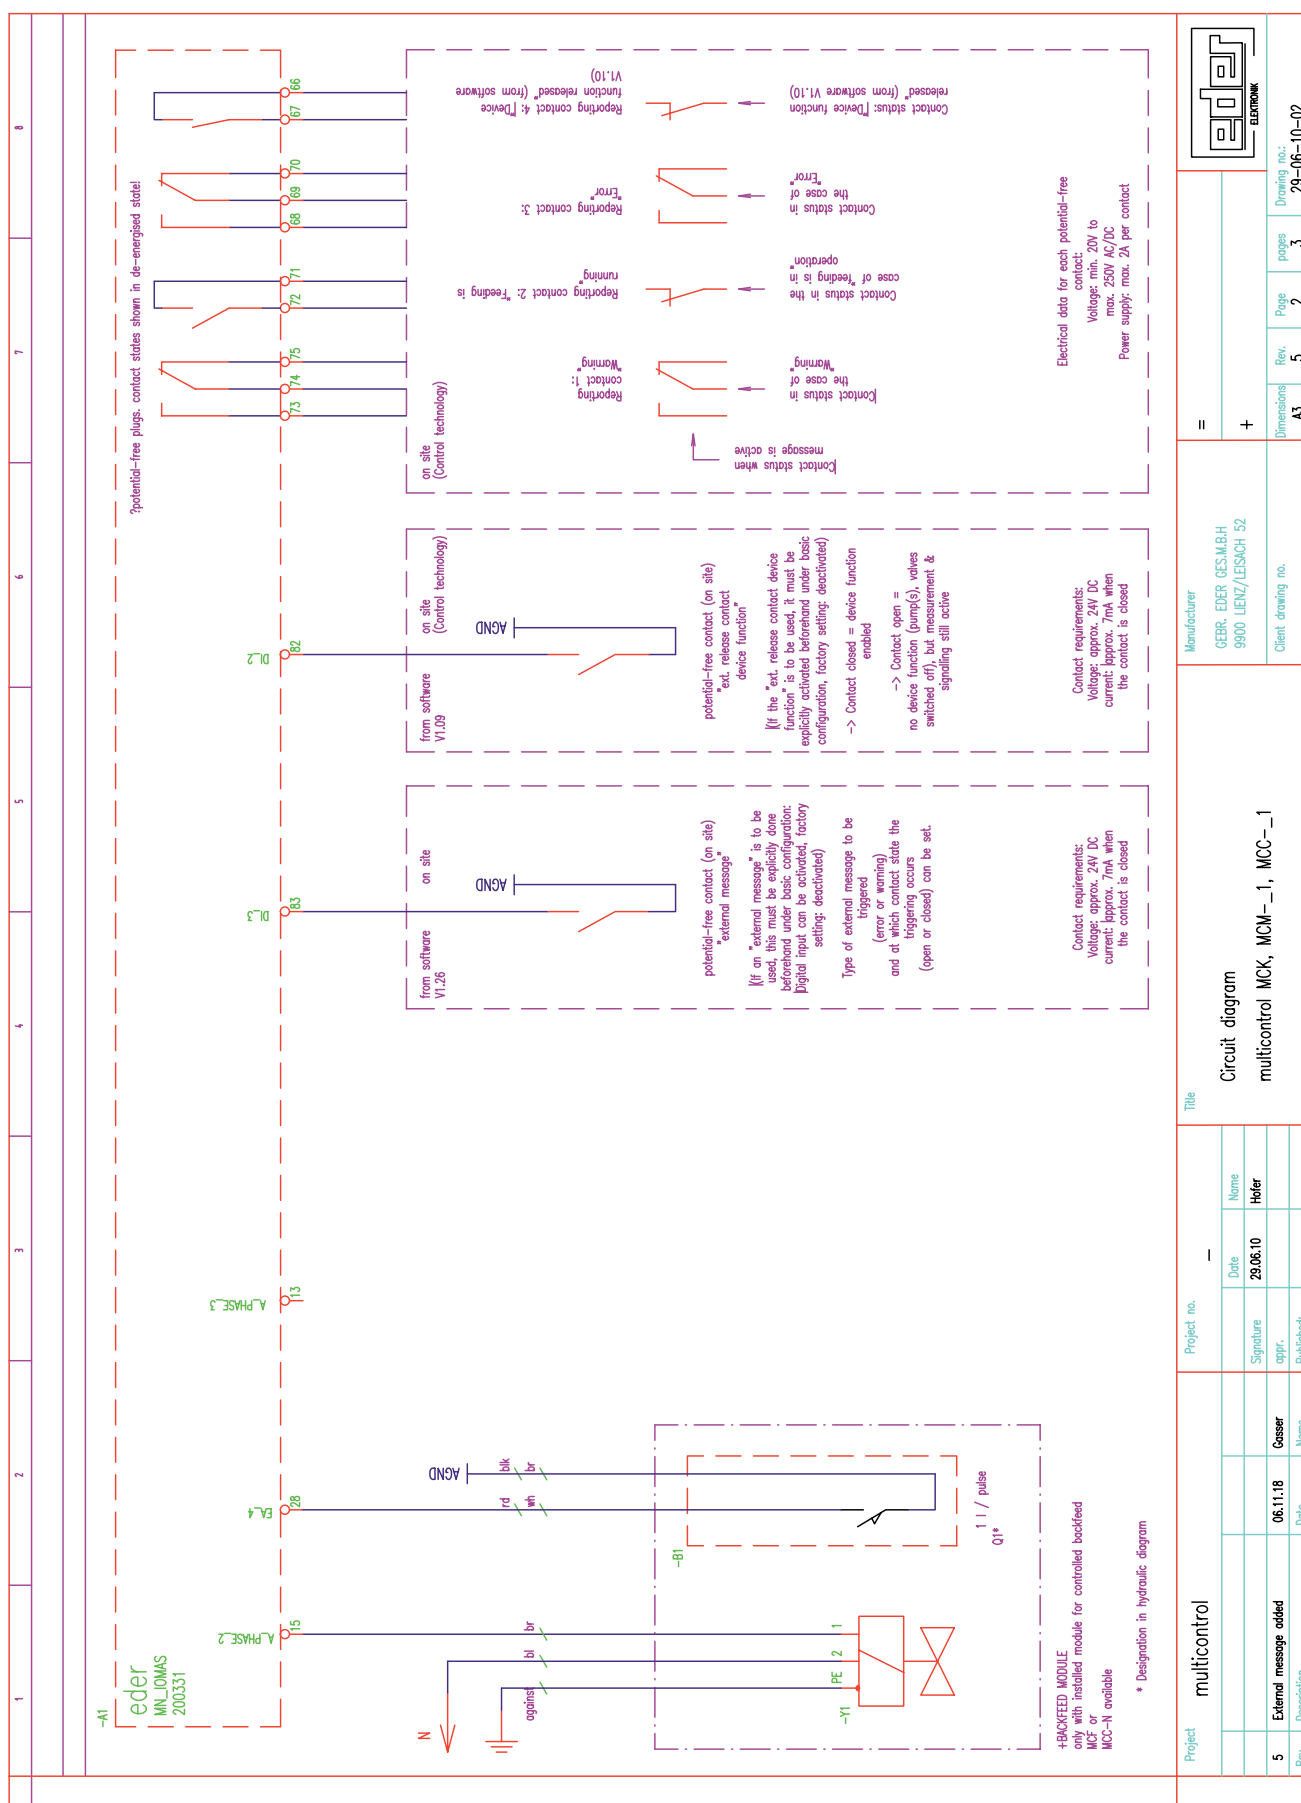 1
2
3
4
5
6
7
8
-A1
eder
MN_IOMAS
200331
A_PHASE_2
15
EA_4
28
A_PHASE_3
13
DI_3
83
DI_2
82
?potential-free plugs. contact states shown in de-energised state!
73
74
75
72
71
68
69
70
67
66
N
against
bl
br
rd
wh
blk
br
AGND
-Y1
PE
2
1
-B1
1 l / pulse
Q1*
+BACKFEED MODULE
only with installed module for controlled backfeed
MCF or
MCC-N available
* Designation in hydraulic diagram
from software
V1.26
on site
AGND
potential-free contact (on site)
"external message"
(If an "external message" is to be
used, this must be explicitly done
beforehand under basic configuration:
Digital input can be activated, factory
setting: deactivated)
Type of external message to be
triggered
(error or warning)
and at which contact state the
triggering occurs
(open or closed) can be set.
Contact requirements:
Voltage: approx. 24V DC
current: approx. 7mA when
the contact is closed
from software
V1.09
on site
(Control technology)
AGND
potential-free contact (on site)
"ext. release contact
device function"
(If the "ext. release contact device
function" is to be used, it must be
explicitly activated beforehand under basic
configuration, factory setting: deactivated)
-> Contact closed = device function
enabled
-> Contact open =
no device function (pump(s), valves
switched off), but measurement &
signalling still active
Contact requirements:
Voltage: approx. 24V DC
current: approx. 7mA when
the contact is closed
on site
(Control technology)
Reporting
contact 1:
"Warning"
Reporting contact 2: "Feeding is
running"
Reporting contact 3:
"Error"
Reporting contact 4: "Device
function released" (from software
V1.10)
Contact status when
message is active
Contact status in
the case of
"Warning"
Contact status in the
case of "feeding is in
operation"
Contact status in
the case of
"Error"
Contact status: "Device function
released" (from software V1.10)
Electrical data for each potential-free
contact:
Voltage: min. 20V to
max. 250V AC/DC
Power supply: max. 2A per contact
Project
multicontrol
5
External message added
06.11.18
Gasser
Rev.
Description
Date
Name
Project no.
-
Date
Name
Signature
29.06.10
Hofer
appr.
Published:
Title
Circuit diagram
multicontrol MCK, MCM-_1, MCC-_1
Manufacturer
GEBR. EDER GES.M.B.H
9900 LIENZ/LEISACH 52
Client drawing no.
=
+
Dimensions
A3
Rev.
5
Page
2
pages
3
Drawing no.:
29-06-10-02
eder
ELEKTRONIK